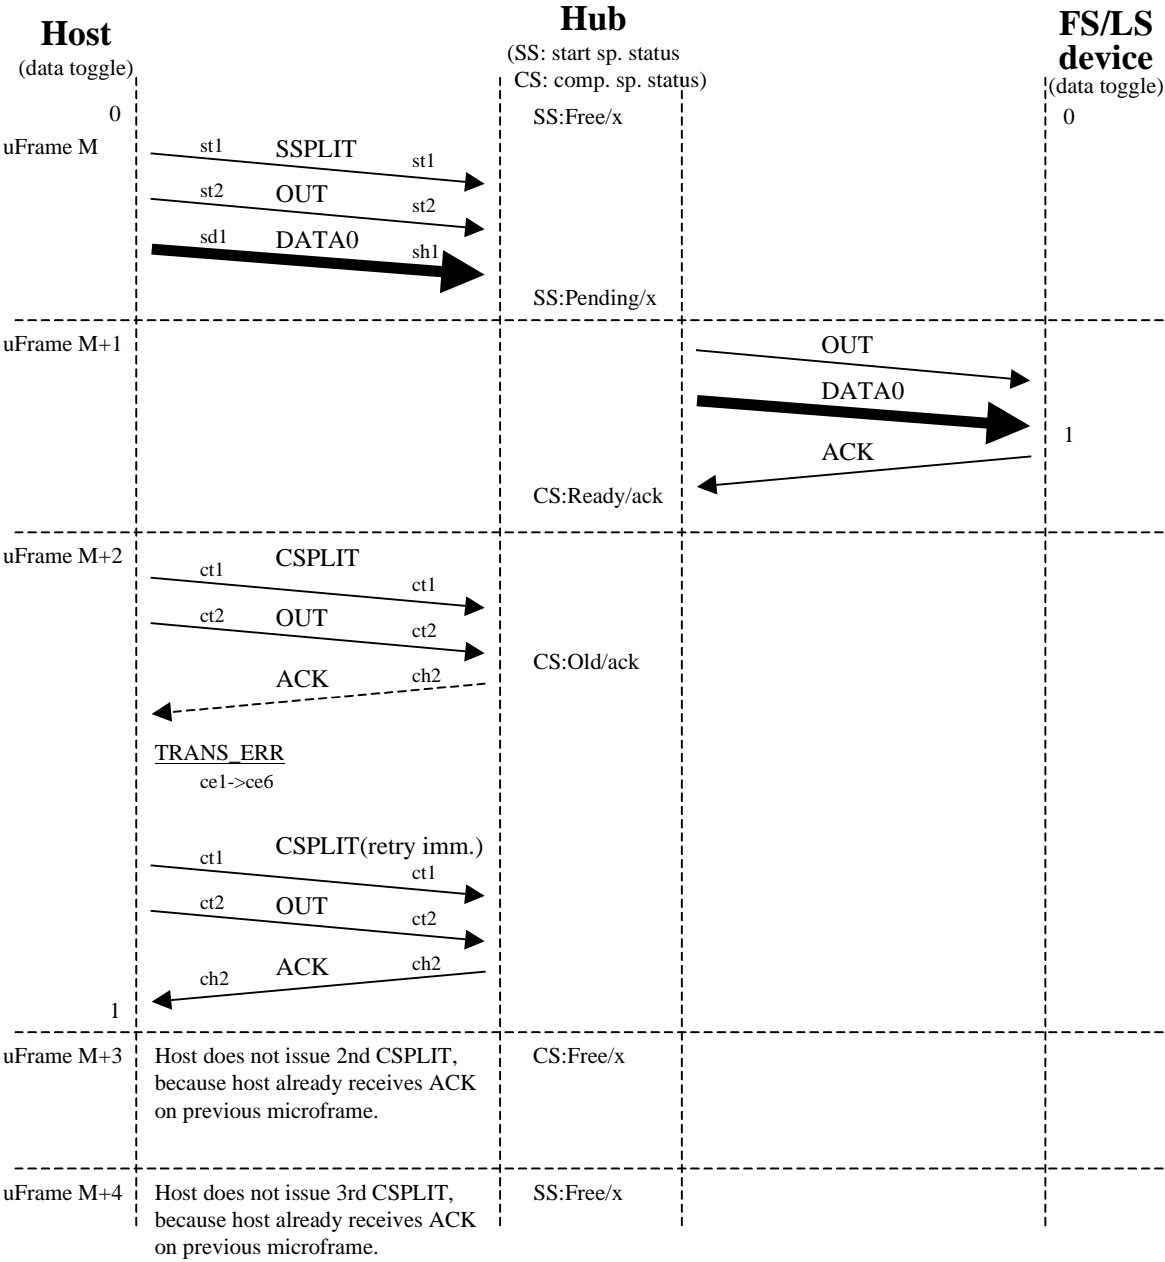 Host
(data toggle)
Hub
(SS: start sp. status
CS: comp. sp. status)
FS/LS
device
(data toggle)
0
SS:Free/x
0
uFrame M
st1
SSPLIT
st1
st2
OUT
st2
sd1
DATA0
sh1
SS:Pending/x
uFrame M+1
OUT
DATA0
1
ACK
CS:Ready/ack
uFrame M+2
ct1
CSPLIT
ct1
ct2
OUT
ct2
CS:Old/ack
ACK
ch2
TRANS_ERR
ce1->ce6
ct1
CSPLIT(retry imm.)
ct1
ct2
OUT
ct2
ch2
ACK
ch2
1
uFrame M+3
Host does not issue 2nd CSPLIT,
because host already receives ACK
on previous microframe.
CS:Free/x
uFrame M+4
Host does not issue 3rd CSPLIT,
because host already receives ACK
on previous microframe.
SS:Free/x